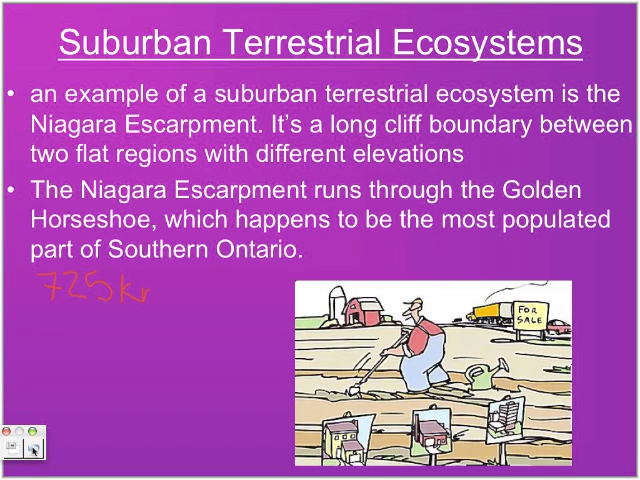 Suburban Terrestrial Ecosystems
• an example of a suburban terrestrial ecosystem is the
Niagara Escarpment. It’s a long cliff boundary between
two flat regions with different elevations
• The Niagara Escarpment runs through the Golden
Horseshoe, which happens to be the most populated
part of Southern Ontario.
725kr
FOR
SALE